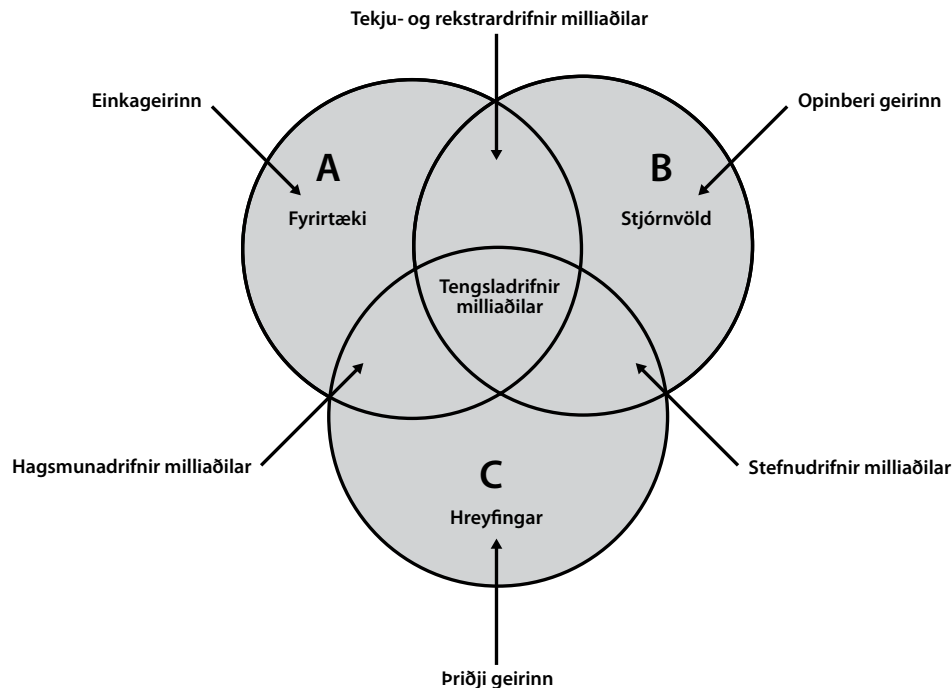 Tekju- og rekstrardrifnir milliaðilar
Einkageirinn
Opinberi geirinn
A
B
Fyrirtæki
Stjórnvöld
Tengsladrifnir
milliaðilar
Hagsmunadrifnir milliaðilar
Stefnudrifnir milliaðilar
C
Hreyfingar
Þriðji geirinn